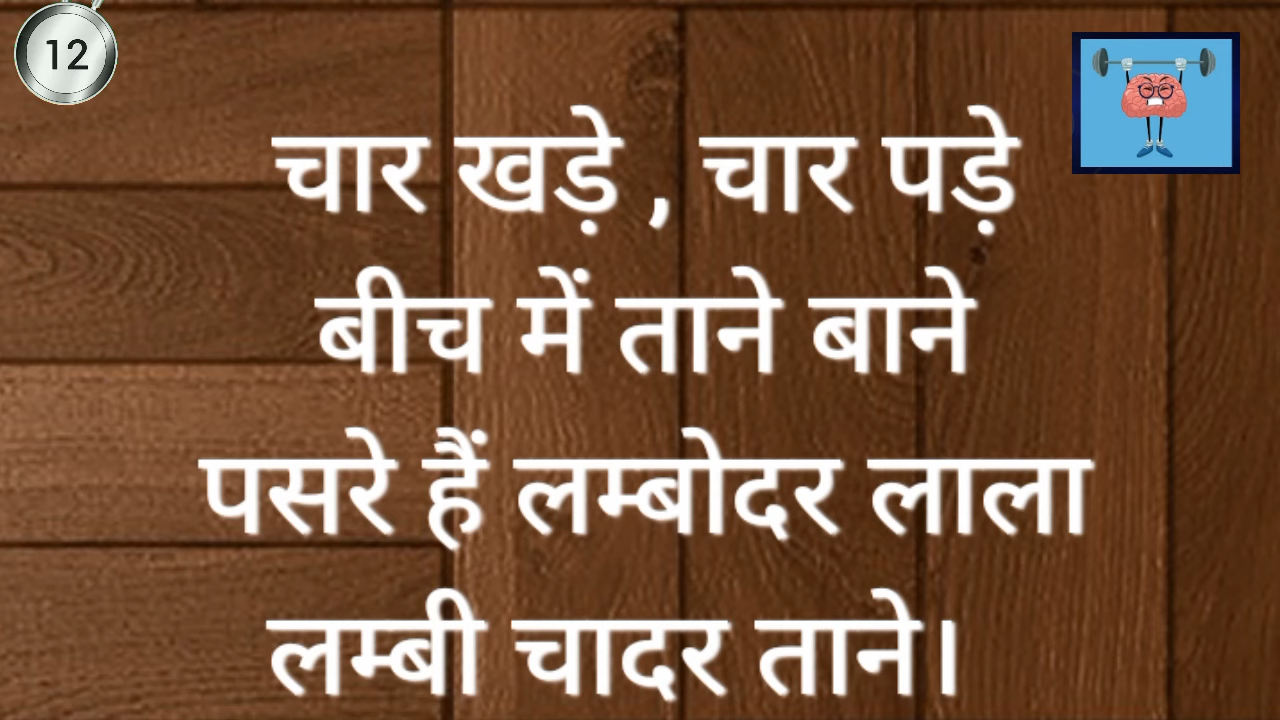 12
चार खड़े , चार पड़े
बीच में ताने बाने
पसरे हैं लम्बोदर लाला
लम्बी चादर ताने।